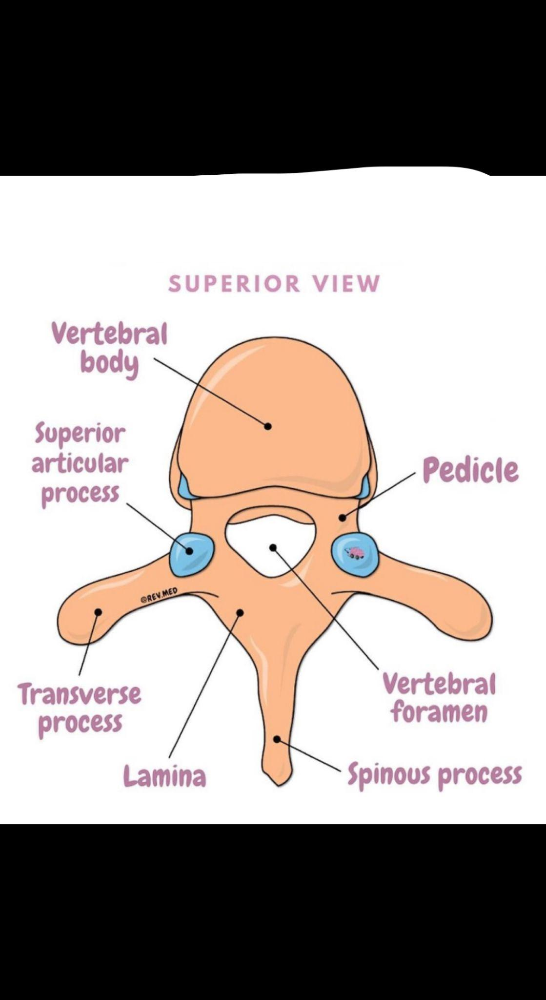 SUPERIOR VIEW
Vertebral
body
Superior
articular
process
Pedicle
@REV.MED
Transverse
process
Vertebral
foramen
Lamina
Spinous process